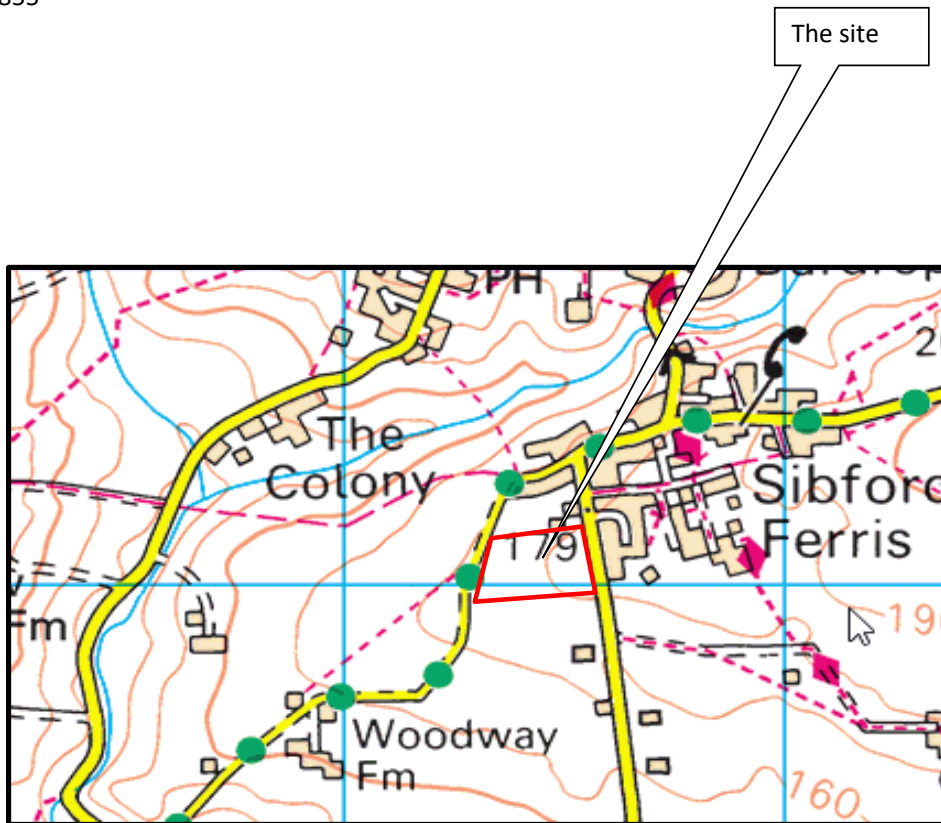 The site
PH
The
Colony
179
Sibford
Ferris
190
Fm
Woodway
Fm
160